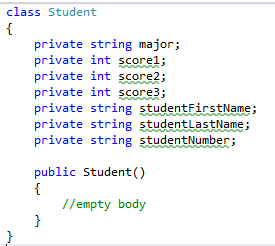 class Student
{
    private string major;
    private int score1;
    private int score2;
    private int score3;
    private string studentFirstName;
    private string studentLastName;
    private string studentNumber;

    public Student()
    {
        //empty body
    }
}